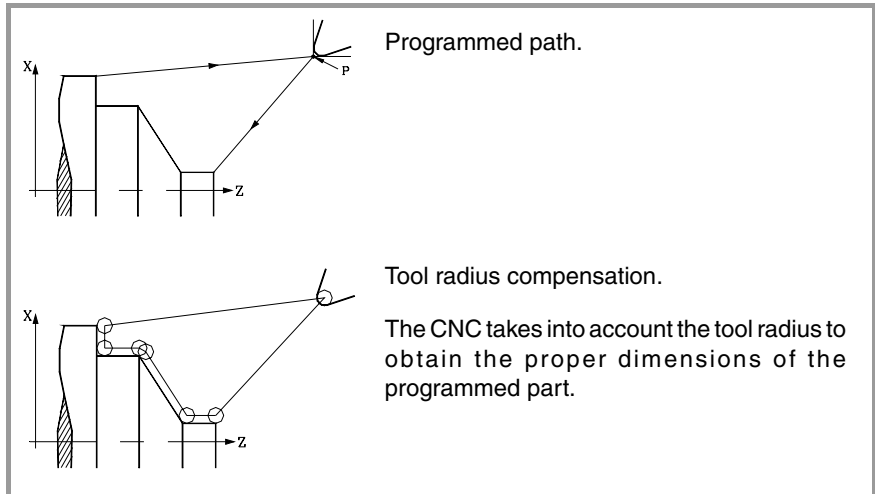 Programmed path.
X
P
Z
Tool radius compensation.
X
The CNC takes into account the tool radius to
obtain the proper dimensions of the
programmed part.
Z